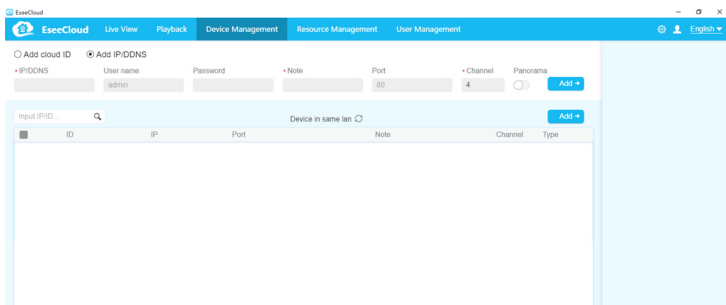 EseeCloud
EseeCloud Live View Playback Device Management Resource Management User Management English
Add cloud ID Add IP/DDNS
*IP/DDNS User name Password *Note Port *Channel Panorama
admin 80 4 Add
Input IP/ID... Device in same lan Add
ID IP Port Note Channel Type